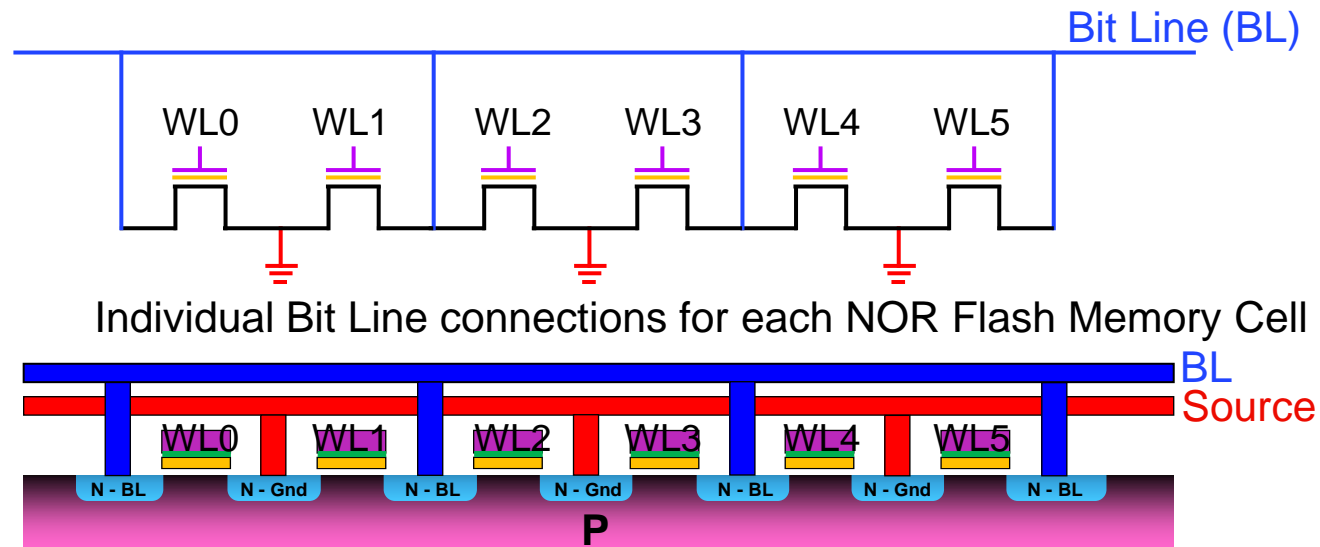 Bit Line (BL)
WL0 WL1 WL2 WL3 WL4 WL5
Individual Bit Line connections for each NOR Flash Memory Cell
BL
Source
WL0 WL1 WL2 WL3 WL4 WL5
N - BL N - Gnd N - BL N - Gnd N - BL N - Gnd N - BL
P